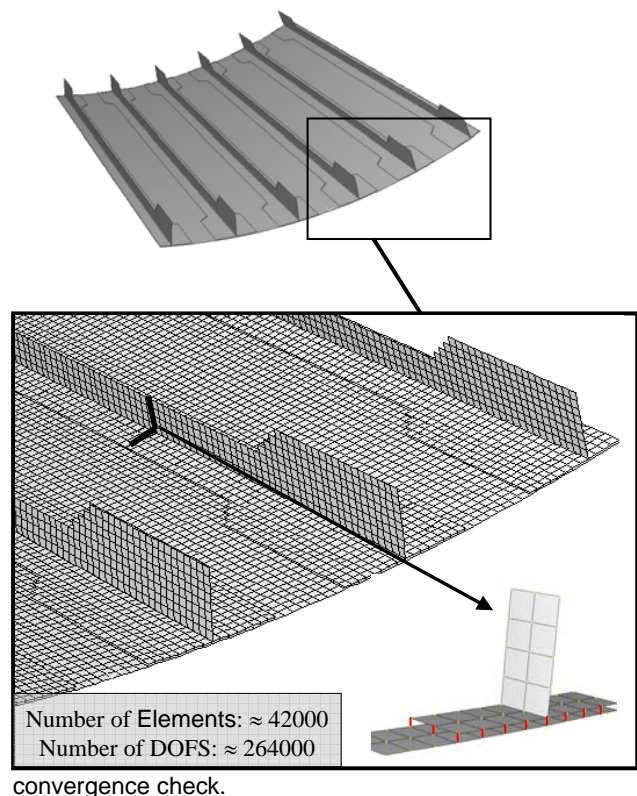 Number of Elements: ≈ 42000
Number of DOFS: ≈ 264000
convergence check.